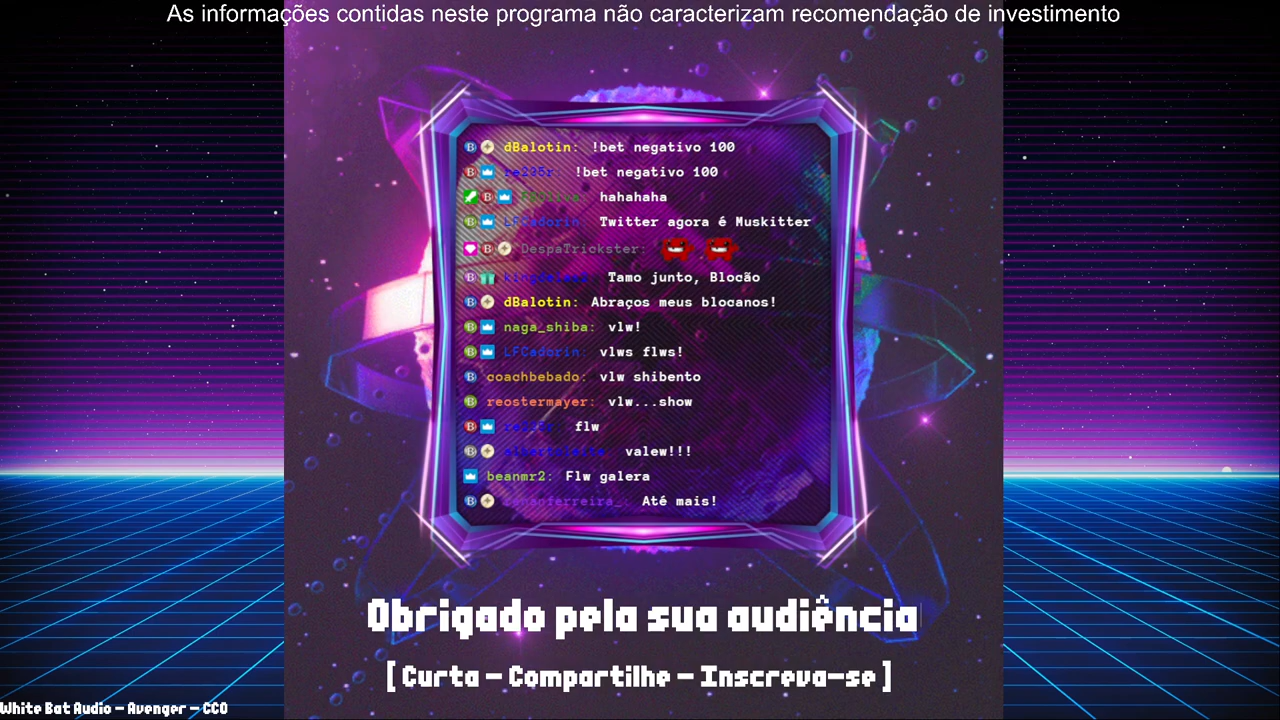 As informações contidas neste programa não caracterizam recomendação de investimento
dBalotin: !bet negativo 100
re235r: !bet negativo 100
hahahaha
LFCadorin: Twitter agora é Muskitter
DespaTrickster:
Tamo junto, Blocão
dBalotin: Abraços meus blocanos!
naga_shiba: vlw!
LFCadorin: vlws flws!
coachbebado: vlw shibento
reostermayer: vlw...show
re235r: flw
valew!!!
beanmr2: Flw galera
Até mais!
Obrigado pela sua audiência
[ Curta - Compartilhe - Inscreva-se ]
White Bat Audio - Avenger - CC0